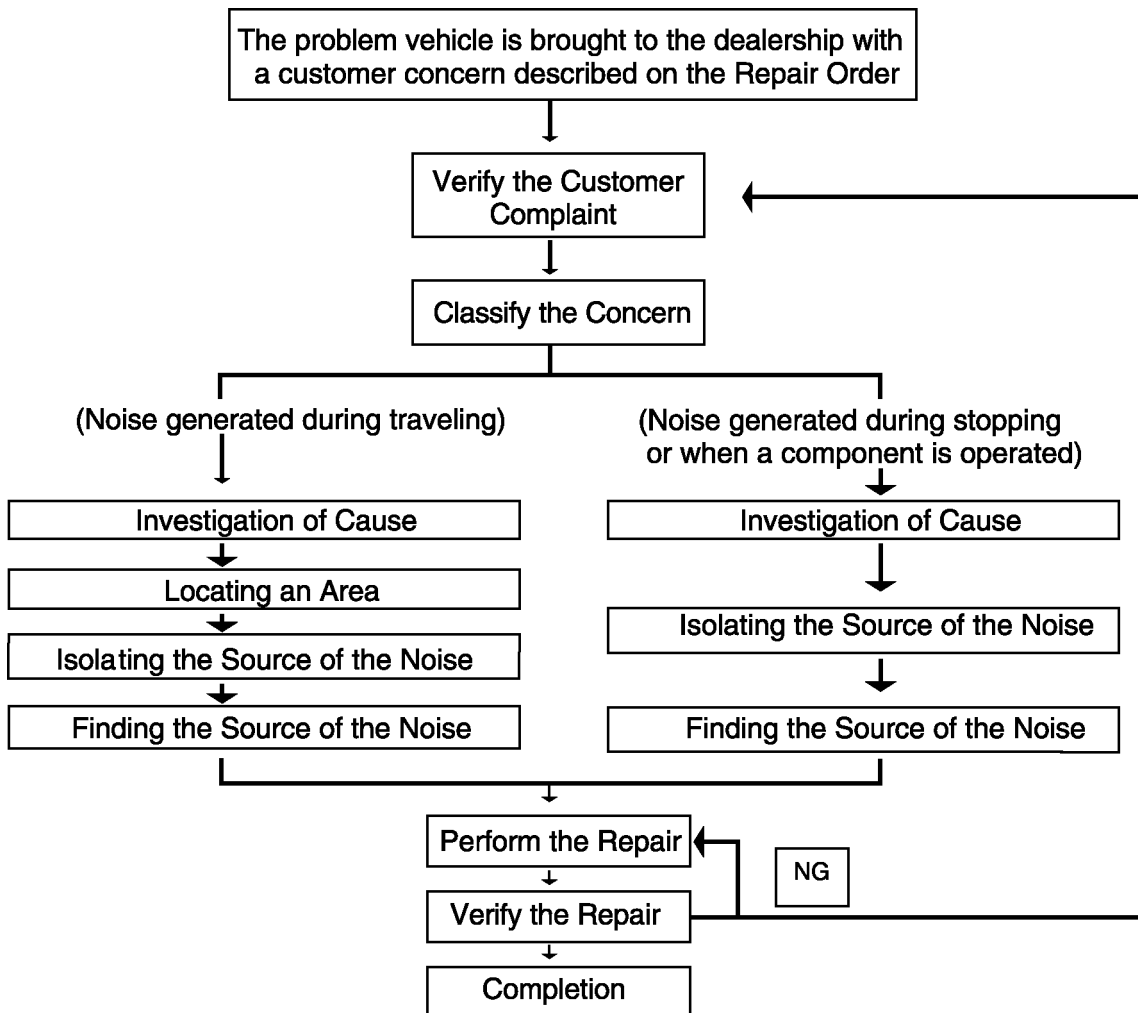 The problem vehicle is brought to the dealership with
a customer concern described on the Repair Order
Verify the Customer
Complaint
Classify the Concern
(Noise generated during traveling)
(Noise generated during stopping
or when a component is operated)
Investigation of Cause
Locating an Area
Isolating the Source of the Noise
Finding the Source of the Noise
Investigation of Cause
Isolating the Source of the Noise
Finding the Source of the Noise
Perform the Repair
NG
Verify the Repair
Completion